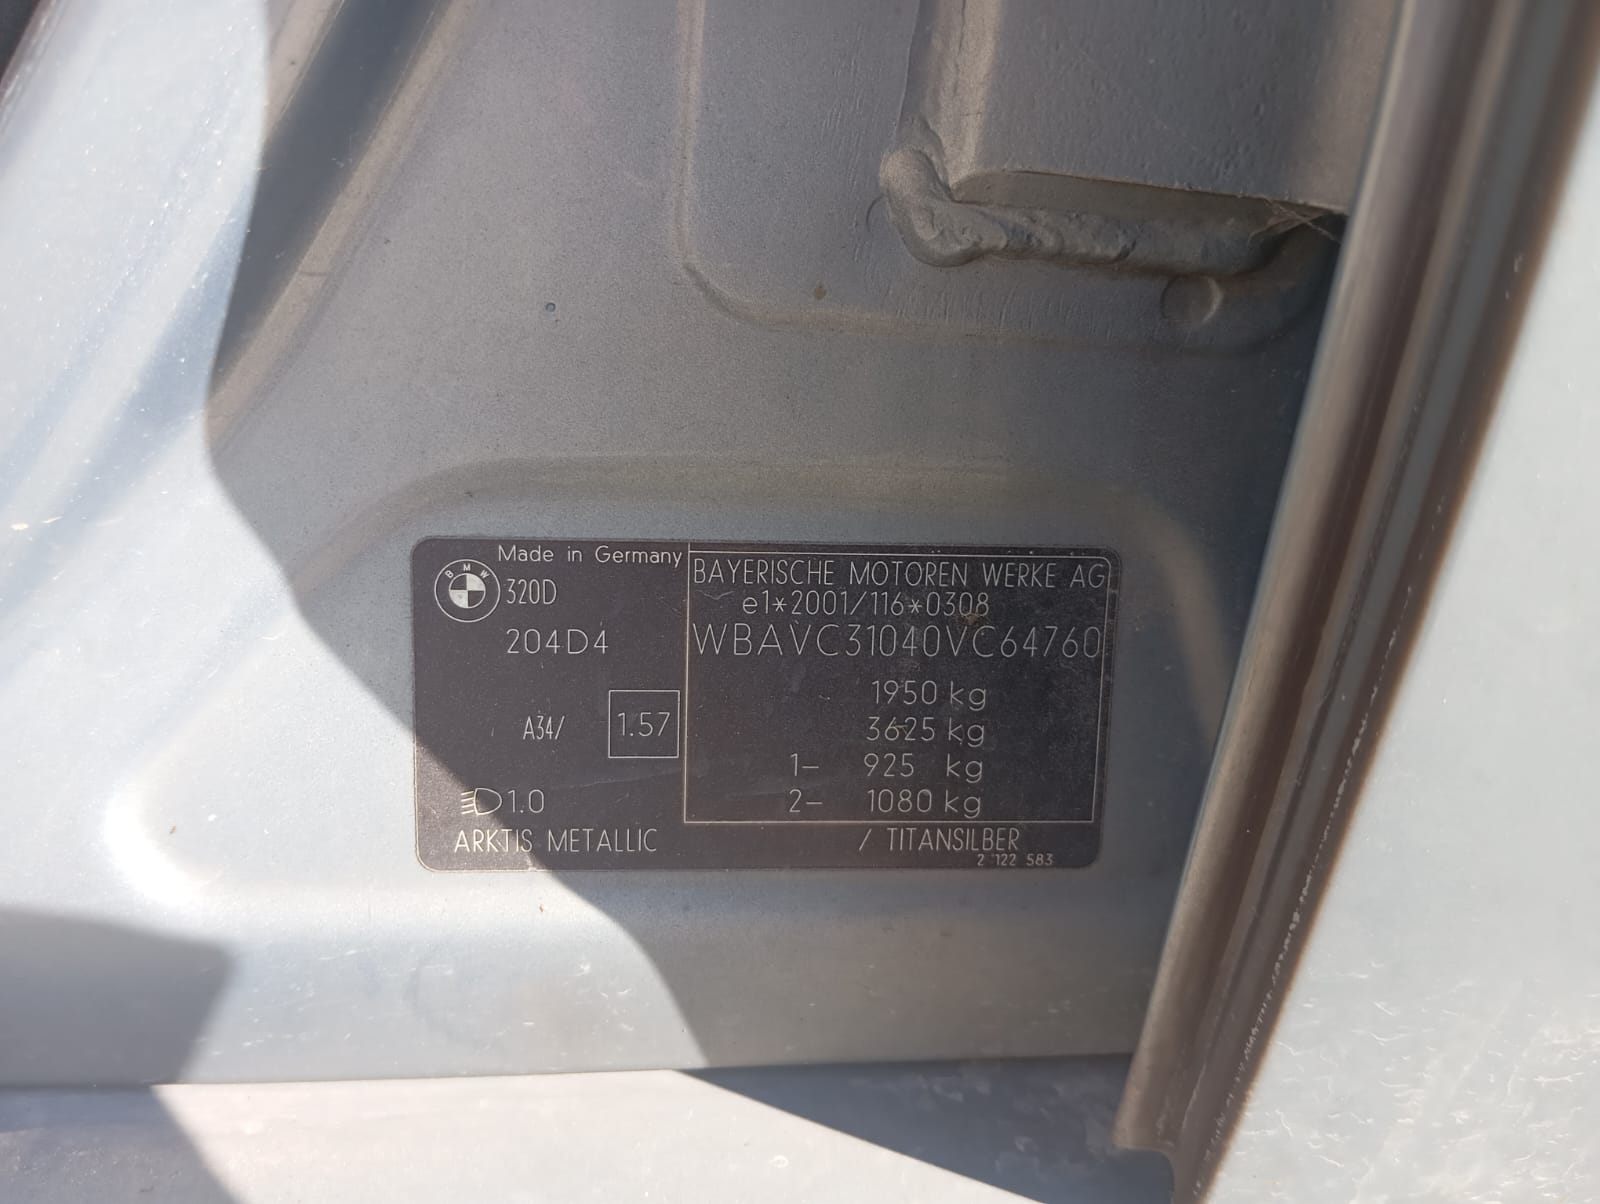 Made in Germany
BMW
320D
204D4
A34/
1.57
1.0
ARKTIS METALLIC / TITANSILBER
2 122 583
BAYERISCHE MOTOREN WERKE AG
e1*2001/116*0308
WBAVC31040VC64760
1950 kg
3625 kg
1– 925 kg
2– 1080 kg